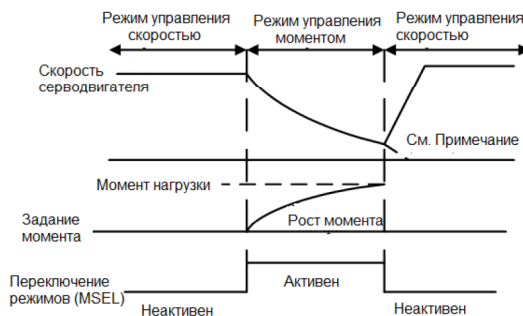 Режим управления
скоростью
Режим управления
моментом
Режим управления
скоростью
Скорость
серводвигателя
См. Примечание
Момент нагрузки
Задание
момента
Рост момента
Переключение
режимов (MSEL)
Неактивен
Активен
Неактивен